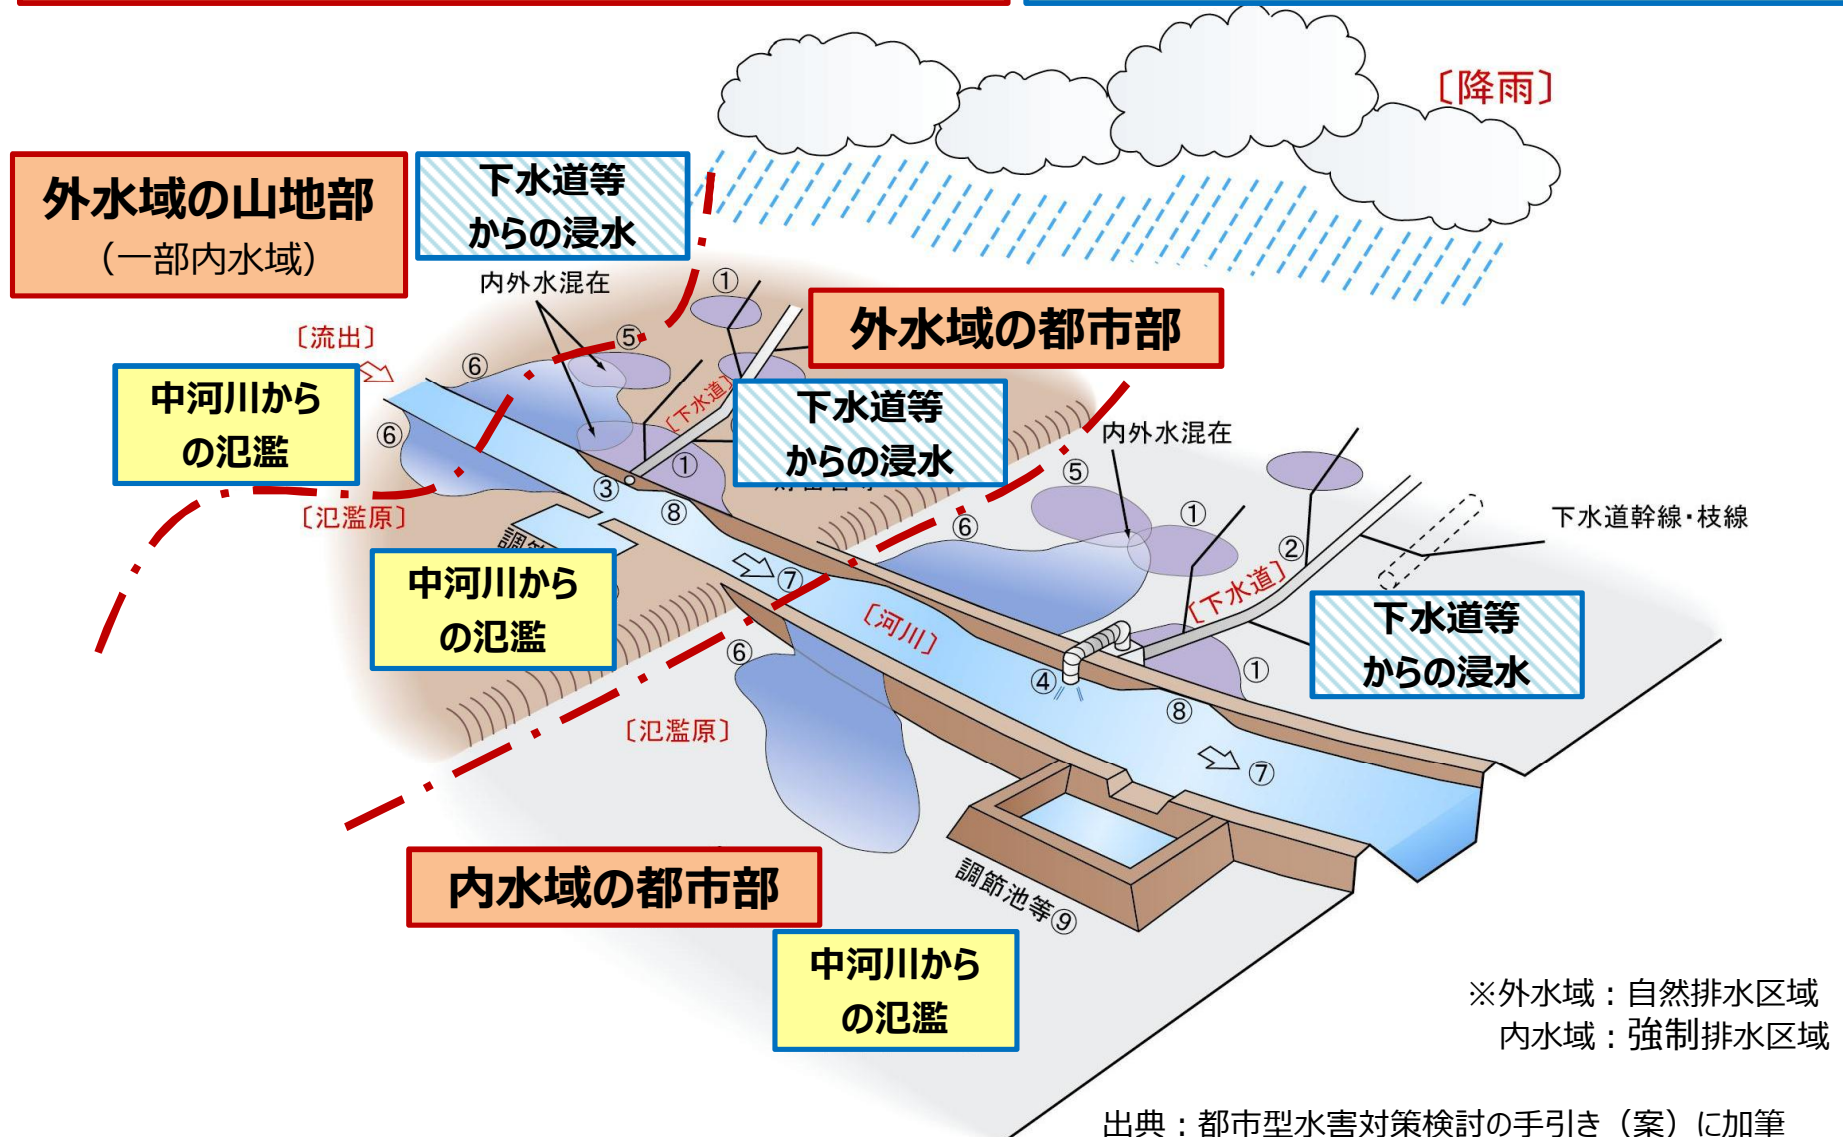 〔降雨〕
外水域の山地部
（一部内水域）
下水道等
からの浸水
内外水混在
①
外水域の都市部
〔流出〕
⑤
⑥
中河川から
の氾濫
〔下水道〕
下水道等
からの浸水
内外水混在
⑥
①
⑤
③
⑧
〔氾濫原〕
⑥
①
②
下水道幹線・枝線
調節
中河川から
の氾濫
⑦
〔下水道〕
〔河川〕
下水道等
からの浸水
⑥
④
①
⑧
〔氾濫原〕
⑦
内水域の都市部
調節池等⑨
中河川から
の氾濫
※外水域：自然排水区域
内水域：強制排水区域
出典：都市型水害対策検討の手引き（案）に加筆